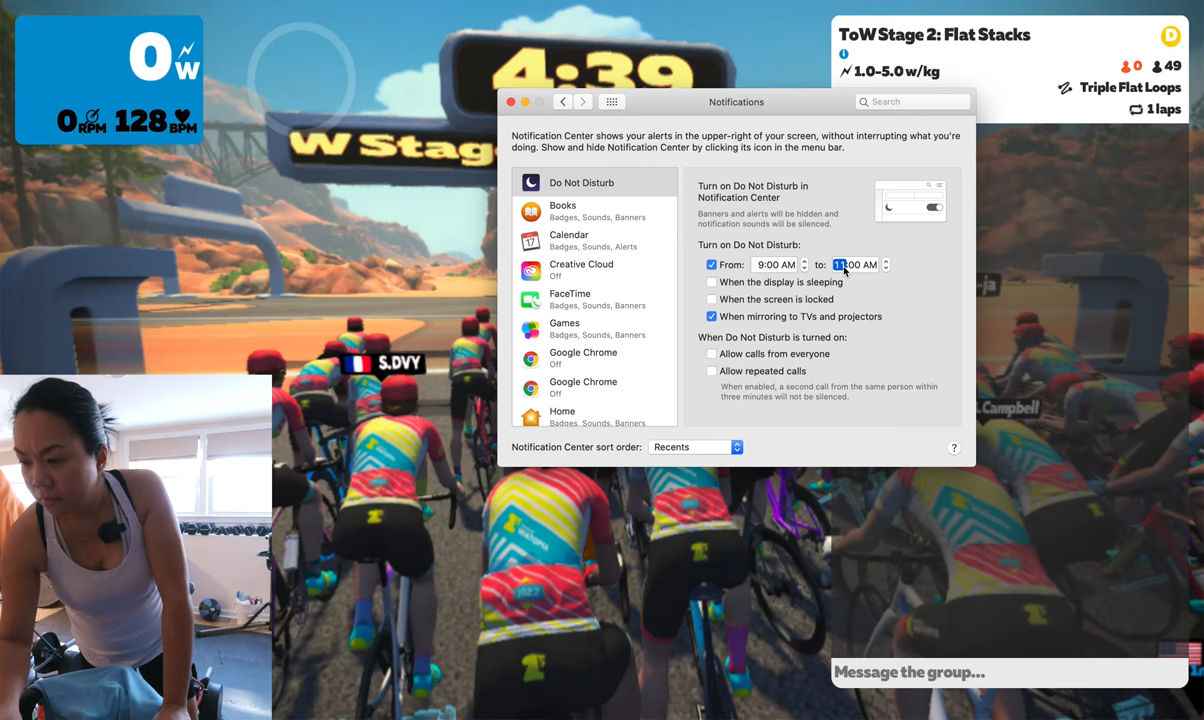 0 W
0 RPM 128 BPM
4:39
W Stag
S.DVY
ToW Stage 2: Flat Stacks
D
1.0-5.0 w/kg
0 49
Triple Flat Loops
1 laps
Notifications
Search
Notification Center shows your alerts in the upper-right of your screen, without interrupting what you're
doing. Show and hide Notification Center by clicking its icon in the menu bar.
Do Not Disturb
Books
Badges, Sounds, Banners
17
Calendar
Badges, Sounds, Alerts
Creative Cloud
Off
FaceTime
Badges, Sounds, Banners
Games
Badges, Sounds, Banners
Google Chrome
Off
Google Chrome
Off
Home
Badges, Sounds, Banners
Turn on Do Not Disturb in
Notification Center
Banners and alerts will be hidden and
notification sounds will be silenced.
Turn on Do Not Disturb:
From: 9:00 AM to: 11:00 AM
When the display is sleeping
When the screen is locked
When mirroring to TVs and projectors
When Do Not Disturb is turned on:
Allow calls from everyone
Allow repeated calls
When enabled, a second call from the same person within
three minutes will not be silenced.
Notification Center sort order: Recents
?
-ja
Campbell
Message the group...